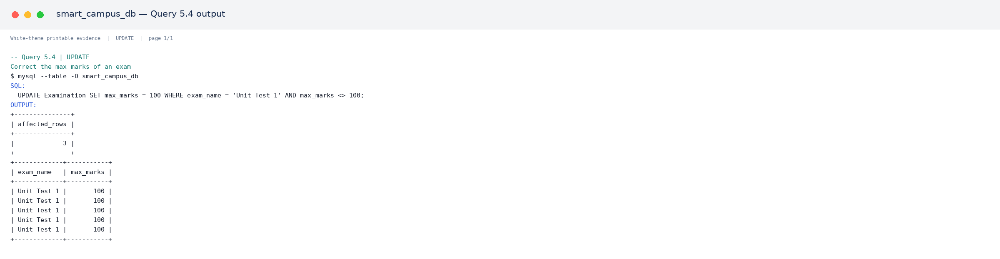 smart_campus_db — Query 5.4 output
White-theme printable evidence  |  UPDATE  |  page 1/1
-- Query 5.4 | UPDATE
Correct the max marks of an exam
$ mysql --table -D smart_campus_db
SQL:
  UPDATE Examination SET max_marks = 100 WHERE exam_name = 'Unit Test 1' AND max_marks <> 100;
OUTPUT:
+---------------+
| affected_rows |
+---------------+
|             3 |
+---------------+
+-------------+-----------+
| exam_name   | max_marks |
+-------------+-----------+
| Unit Test 1 |       100 |
| Unit Test 1 |       100 |
| Unit Test 1 |       100 |
| Unit Test 1 |       100 |
| Unit Test 1 |       100 |
+-------------+-----------+